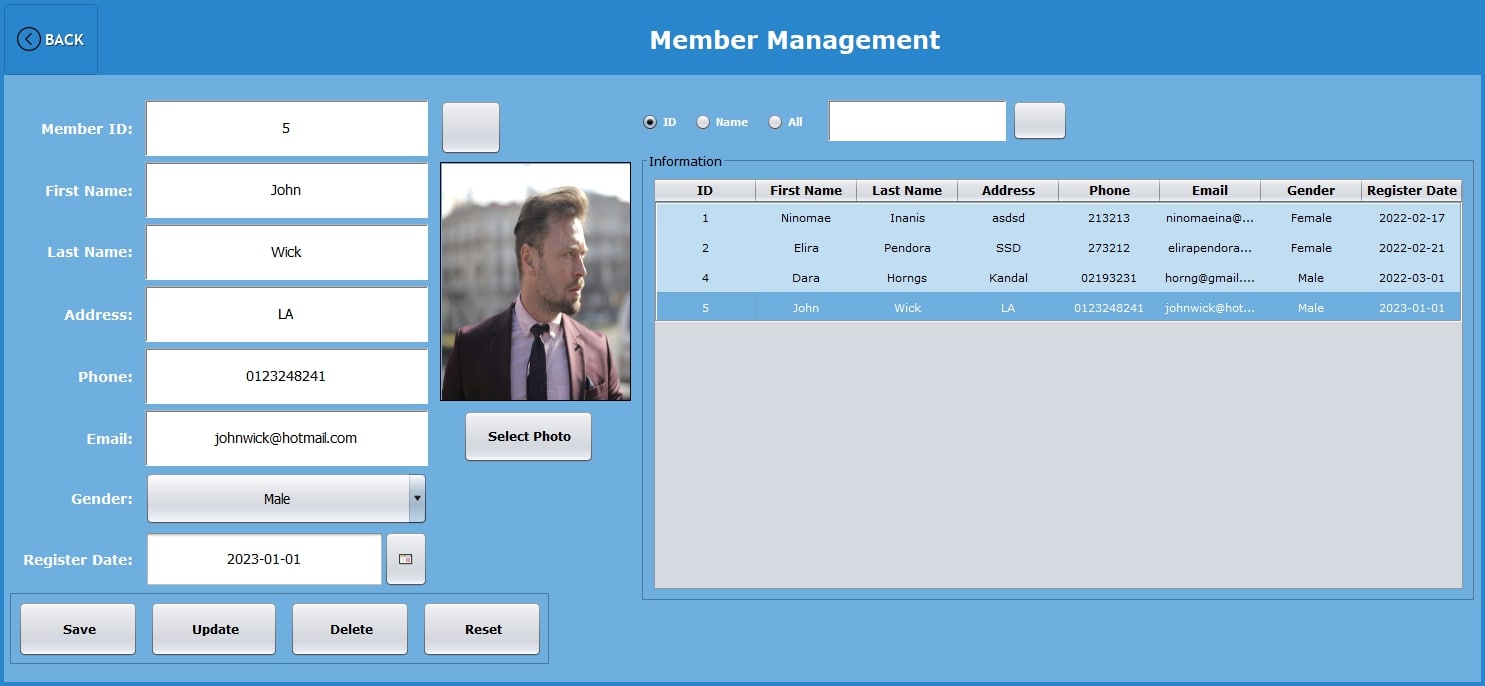 BACK
Member Management
Member ID: 5
First Name: John
Last Name: Wick
Address: LA
Phone: 0123248241
Email: johnwick@hotmail.com
Gender: Male
Register Date: 2023-01-01
Select Photo
Save Update Delete Reset
ID Name All
Information
ID First Name Last Name Address Phone Email Gender Register Date
1 Ninomae Inanis asdsd 213213 ninomaeina@... Female 2022-02-17
2 Elira Pendora SSD 273212 elirapendora... Female 2022-02-21
4 Dara Horngs Kandal 02193231 horng@gmail.... Male 2022-03-01
5 John Wick LA 0123248241 johnwick@hot... Male 2023-01-01